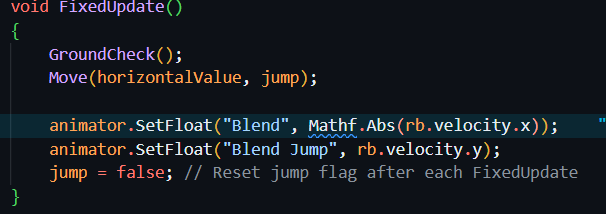 void FixedUpdate()
{
GroundCheck();
Move(horizontalValue, jump);
animator.SetFloat("Blend", Mathf.Abs(rb.velocity.x)); "
animator.SetFloat("Blend Jump", rb.velocity.y);
jump = false; // Reset jump flag after each FixedUpdate
}